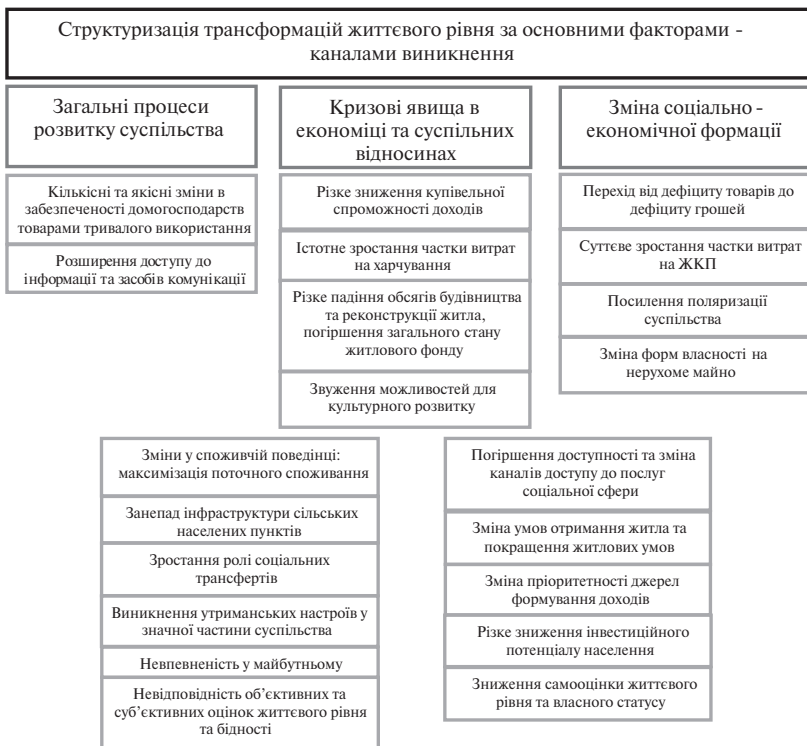 Структуризація трансформацій життєвого рівня за основними факторами -
каналами виникнення
Загальні процеси
розвитку суспільства
Кількісні та якісні зміни в
забезпеченості домогосподарств
товарами тривалого використання
Розширення доступу до
інформації та засобів комунікації
Кризові явища в
економіці та суспільних
відносинах
Різке зниження купівельної
спроможності доходів
Істотне зростання частки витрат
на харчування
Різке падіння обсягів будівництва
та реконструкції житла,
погіршення загального стану
житлового фонду
Звуження можливостей для
культурного розвитку
Зміна соціально -
економічної формації
Перехід від дефіциту товарів до
дефіциту грошей
Суттєве зростання частки витрат
на ЖКП
Посилення поляризації
суспільства
Зміна форм власності на
нерухоме майно
Зміни у споживчій поведінці:
максимізація поточного споживання
Занепад інфраструктури сільських
населених пунктів
Зростання ролі соціальних
трансфертів
Виникнення утриманських настроїв у
значної частини суспільства
Невпевненість у майбутньому
Невідповідність об’єктивних та
суб’єктивних оцінок життєвого рівня
та бідності
Погіршення доступності та зміна
каналів доступу до послуг
соціальної сфери
Зміна умов отримання житла та
покращення житлових умов
Зміна пріоритетності джерел
формування доходів
Різке зниження інвестиційного
потенціалу населення
Зниження самооцінки життєвого
рівня та власного статусу